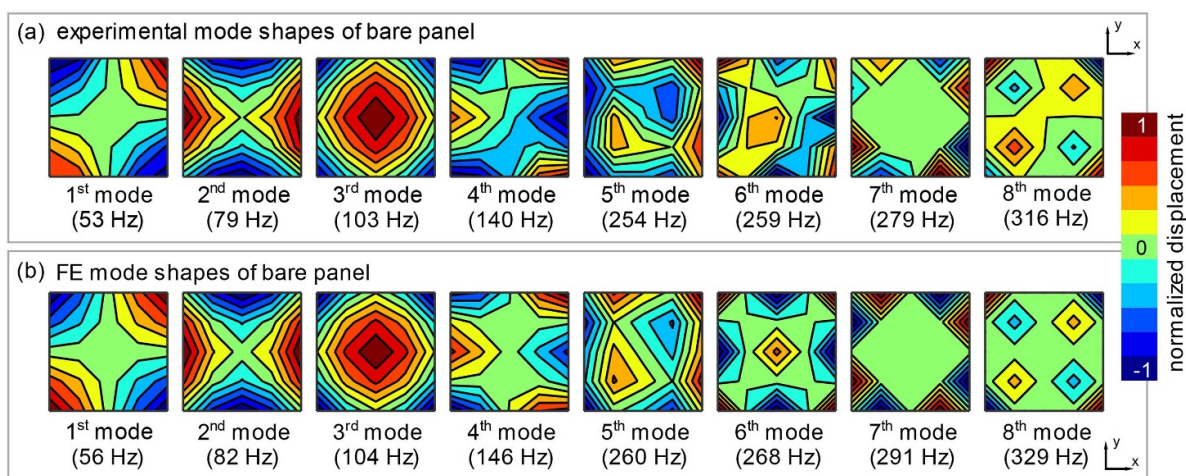 (a) experimental mode shapes of bare panel
y
x
1st mode 2nd mode 3rd mode 4th mode 5th mode 6th mode 7th mode 8th mode
(53 Hz) (79 Hz) (103 Hz) (140 Hz) (254 Hz) (259 Hz) (279 Hz) (316 Hz)
1
0
-1
normalized displacement
(b) FE mode shapes of bare panel
1st mode 2nd mode 3rd mode 4th mode 5th mode 6th mode 7th mode 8th mode
(56 Hz) (82 Hz) (104 Hz) (146 Hz) (260 Hz) (268 Hz) (291 Hz) (329 Hz)
y
x